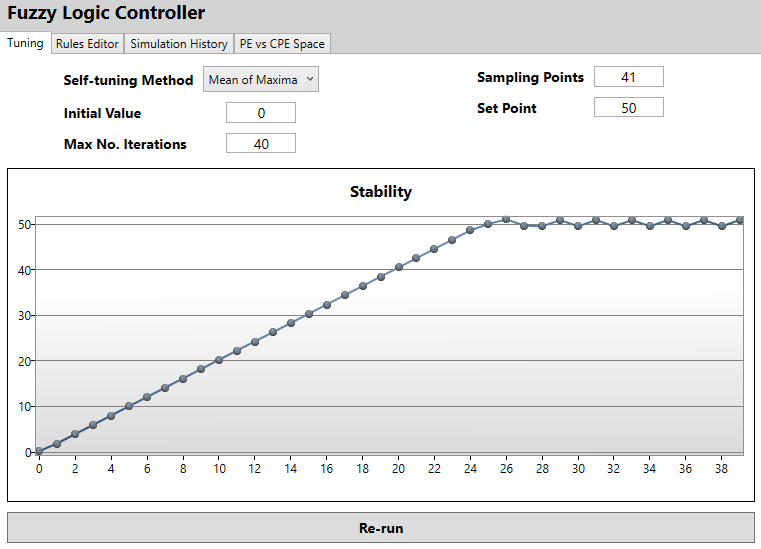 Fuzzy Logic Controller
Tuning Rules Editor Simulation History PE vs CPE Space
Self-tuning Method Mean of Maxima Sampling Points 41
Initial Value 0 Set Point 50
Max No. Iterations 40
Stability
50
40
30
20
10
0
0 2 4 6 8 10 12 14 16 18 20 22 24 26 28 30 32 34 36 38
Re-run